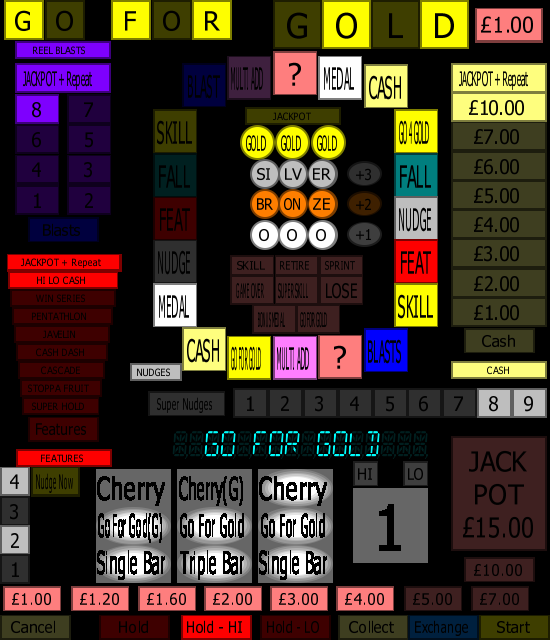 GO FOR GOLD £1.00
REEL BLASTS
JACKPOT + Repeat
8 7
6 5
4 3
1 2
Blasts
BLAST MULTI ADD ? MEDAL CASH
SKILL
FALL
FEAT
NUDGE
MEDAL
JACKPOT
GOLD GOLD GOLD
SI LV ER +3
BR ON ZE +2
O O O +1
SKILL RETIRE SPRINT
GAME OVER SUPER SKILL LOSE
BONUS MEDAL GO FOR GOLD
GO 4 GOLD
FALL
NUDGE
FEAT
SKILL
CASH GO FOR GOLD MULTI ADD ? BLASTS
JACKPOT + Repeat
£10.00
£7.00
£6.00
£5.00
£4.00
£3.00
£2.00
£1.00
Cash
CASH
JACKPOT + Repeat
HI LO CASH
WIN SERIES
PENTATHLON
JAVELIN
CASH DASH
CASCADE
STOPPA FRUIT
SUPER HOLD
Features
FEATURES
NUDGES
Super Nudges 1 2 3 4 5 6 7 8 9
GO FOR GOLD
4 Nudge Now
3
2
1
Cherry Cherry(G) Cherry
Go For God(G) Go For Gold Go For Gold
Single Bar Triple Bar Single Bar
HI LO
1
JACK
POT
£15.00
£10.00
£1.00 £1.20 £1.60 £2.00 £3.00 £4.00 £5.00 £7.00
Cancel Hold Hold - HI Hold - LO Collect Exchange Start